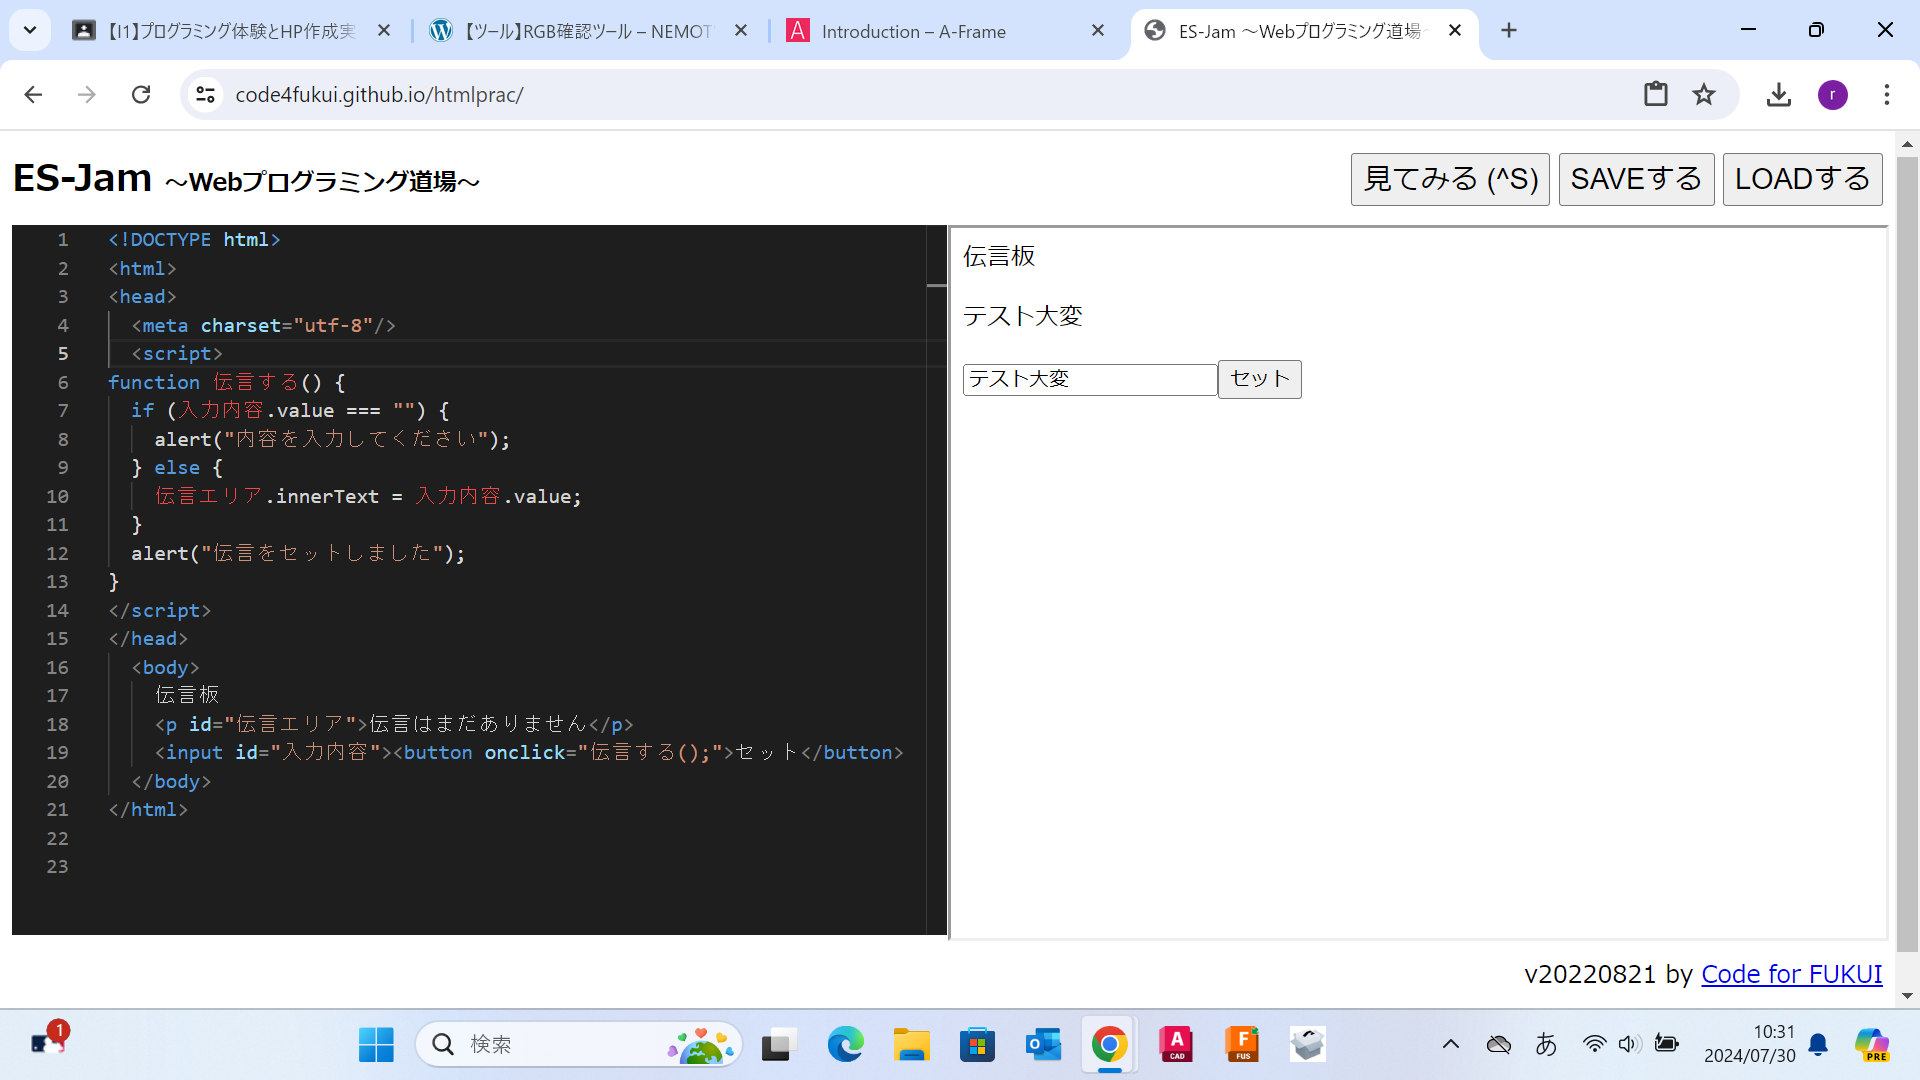 【I1】プログラミング体験とHP作成実
【ツール】RGB確認ツール – NEMOT
Introduction – A-Frame
ES-Jam ～Webプログラミング道場～
code4fukui.github.io/htmlprac/
r
ES-Jam ～Webプログラミング道場～
見てみる (^S)
SAVEする
LOADする
1 <!DOCTYPE html>
2 <html>
3 <head>
4 <meta charset="utf-8"/>
5 <script>
6 function 伝言する() {
7 if (入力内容.value === "") {
8 alert("内容を入力してください");
9 } else {
10 伝言エリア.innerText = 入力内容.value;
11 }
12 alert("伝言をセットしました");
13 }
14 </script>
15 </head>
16 <body>
17 伝言板
18 <p id="伝言エリア">伝言はまだありません</p>
19 <input id="入力内容"><button onclick="伝言する();">セット</button>
20 </body>
21 </html>
22
23
伝言板
テスト大変
テスト大変 セット
v20220821 by Code for FUKUI
1
検索
A CAD
F FUS
あ
10:31
2024/07/30
PRE